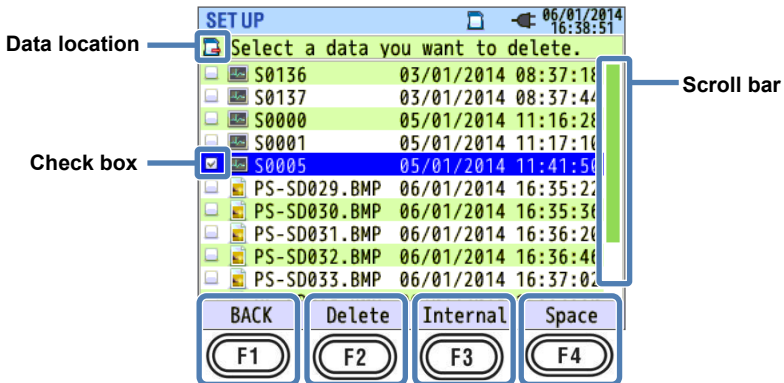 SET UP 06/01/2014
16:38:51
Data location
Select a data you want to delete.
S0136 03/01/2014 08:37:18
Scroll bar
S0137 03/01/2014 08:37:44
S0000 05/01/2014 11:16:28
S0001 05/01/2014 11:17:10
Check box
S0005 05/01/2014 11:41:50
PS-SD029.BMP 06/01/2014 16:35:22
PS-SD030.BMP 06/01/2014 16:35:36
PS-SD031.BMP 06/01/2014 16:36:20
PS-SD032.BMP 06/01/2014 16:36:46
PS-SD033.BMP 06/01/2014 16:37:02
BACK Delete Internal Space
F1 F2 F3 F4